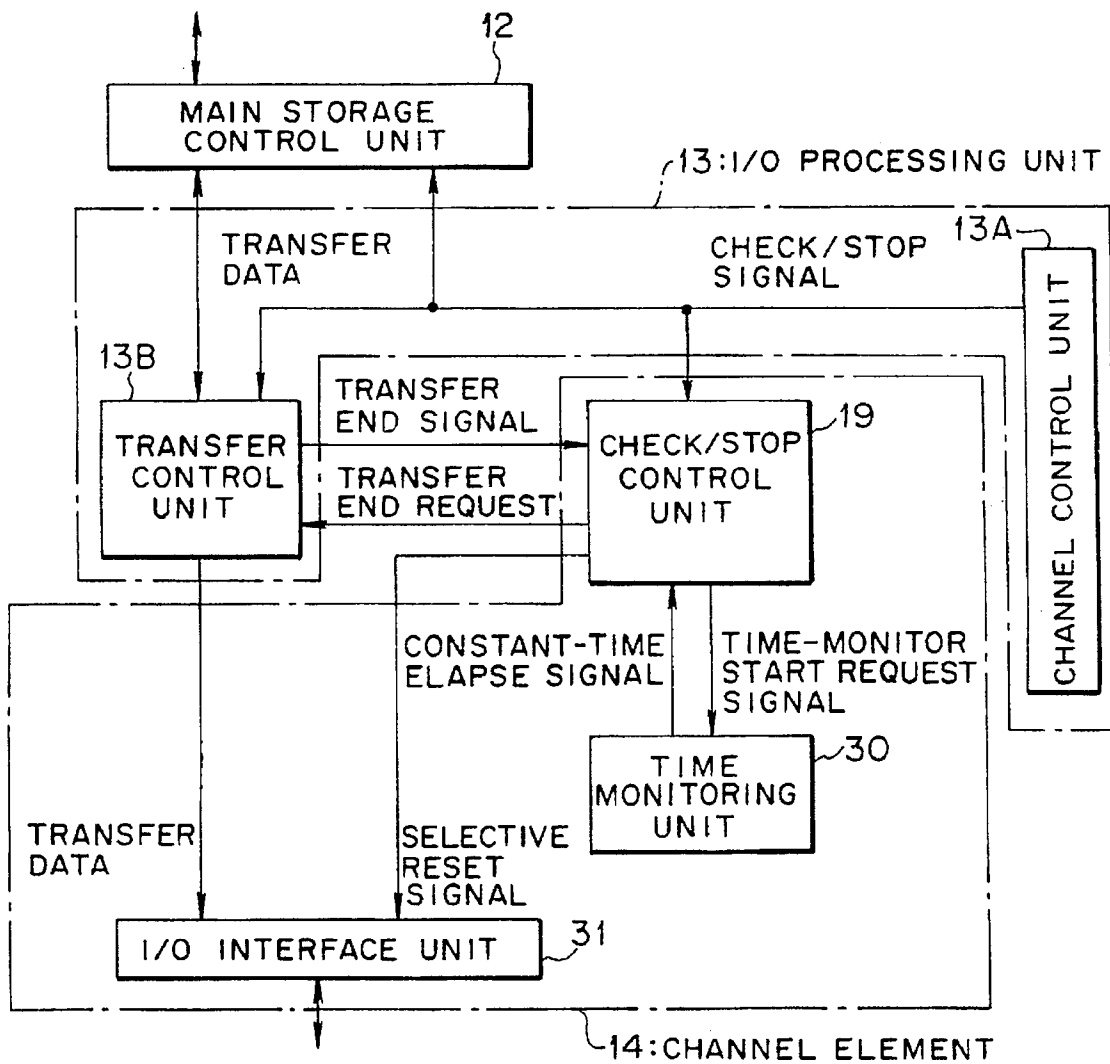 12
MAIN STORAGE
CONTROL UNIT
13:I/O PROCESSING UNIT
TRANSFER
DATA
CHECK/STOP
SIGNAL
13A
CHANNEL CONTROL UNIT
13B
TRANSFER
CONTROL
UNIT
TRANSFER
END SIGNAL
TRANSFER
END REQUEST
CHECK/STOP
CONTROL
UNIT
19
CONSTANT-TIME
ELAPSE SIGNAL
TIME-MONITOR
START REQUEST
SIGNAL
TIME
MONITORING
UNIT
30
TRANSFER
DATA
SELECTIVE
RESET
SIGNAL
I/O INTERFACE UNIT
31
14:CHANNEL ELEMENT